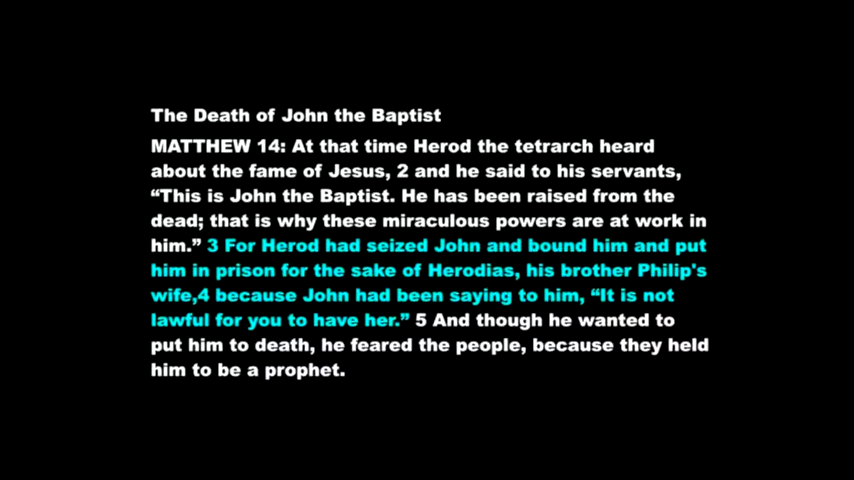 The Death of John the Baptist
MATTHEW 14: At that time Herod the tetrarch heard
about the fame of Jesus, 2 and he said to his servants,
“This is John the Baptist. He has been raised from the
dead; that is why these miraculous powers are at work in
him.” 3 For Herod had seized John and bound him and put
him in prison for the sake of Herodias, his brother Philip's
wife,4 because John had been saying to him, “It is not
lawful for you to have her.” 5 And though he wanted to
put him to death, he feared the people, because they held
him to be a prophet.